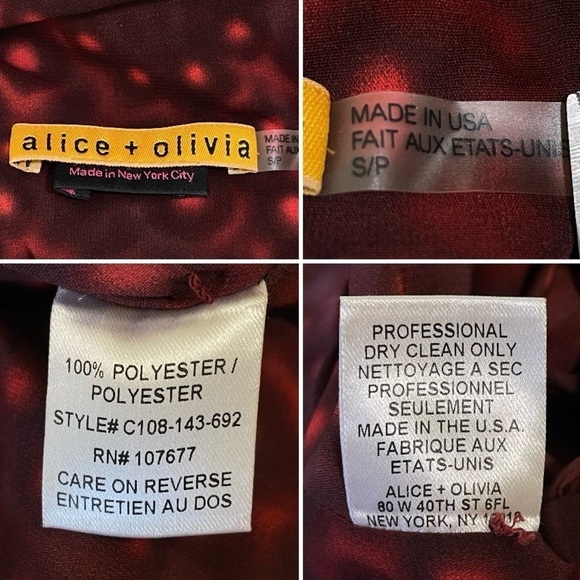 alice + olivia
Made in New York City
MADE IN
FAIT AUX
S/P
MADE IN USA
FAIT AUX ETATS-UNIS
S/P
100% POLYESTER /
POLYESTER
STYLE# C108-143-692
RN# 107677
CARE ON REVERSE
ENTRETIEN AU DOS
PROFESSIONAL
DRY CLEAN ONLY
NETTOYAGE A SEC
PROFESSIONNEL
SEULEMENT
MADE IN THE U.S.A.
FABRIQUE AUX
ETATS-UNIS
ALICE + OLIVIA
80 W 40TH ST 6FL
NEW YORK, NY